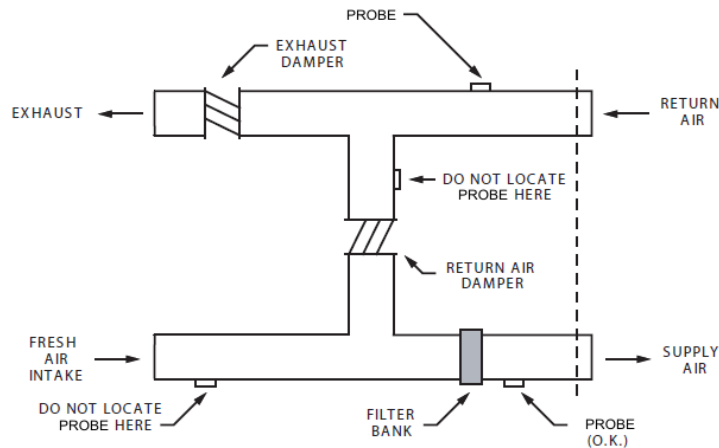 PROBE
EXHAUST
DAMPER
EXHAUST
RETURN
AIR
DO NOT LOCATE
PROBE HERE
RETURN AIR
DAMPER
FRESH
AIR
INTAKE
SUPPLY
AIR
DO NOT LOCATE
PROBE HERE
FILTER
BANK
PROBE
(O.K.)